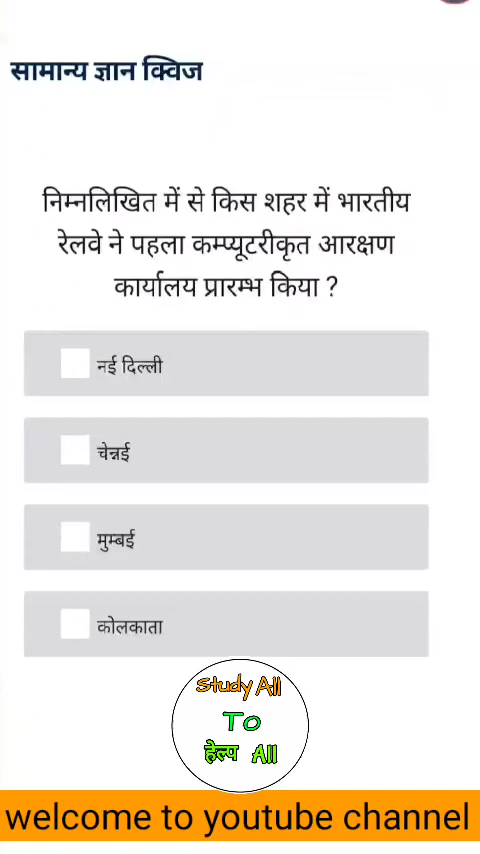 सामान्य ज्ञान क्विज
निम्नलिखित में से किस शहर में भारतीय
रेलवे ने पहला कम्प्यूटरीकृत आरक्षण
कार्यालय प्रारम्भ किया ?
नई दिल्ली
चेन्नई
मुम्बई
कोलकाता
Study All
To
हेल्प All
welcome to youtube channel